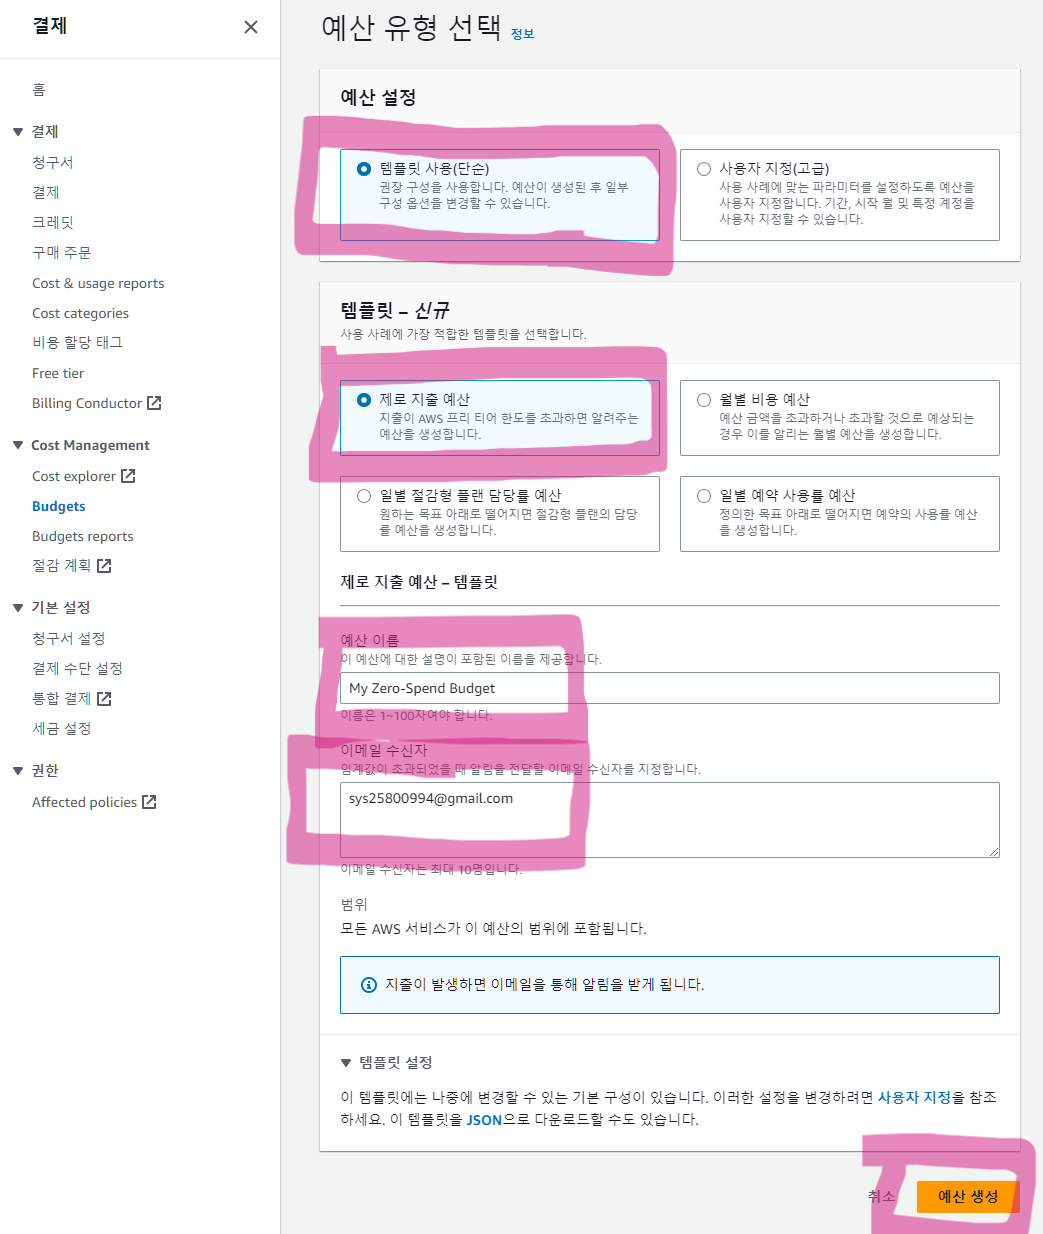 결제
홈
결제
청구서
결제
크레딧
구매 주문
Cost & usage reports
Cost categories
비용 할당 태그
Free tier
Billing Conductor
Cost Management
Cost explorer
Budgets
Budgets reports
절감 계획
기본 설정
청구서 설정
결제 수단 설정
통합 결제
세금 설정
권한
Affected policies
예산 유형 선택 정보
예산 설정
템플릿 사용(단순)
권장 구성을 사용합니다. 예산이 생성된 후 일부
구성 옵션을 변경할 수 있습니다.
사용자 지정(고급)
사용 사례에 맞는 파라미터를 설정하도록 예산을
사용자 지정합니다. 기간, 시작 월 및 특정 계정을
사용자 지정할 수 있습니다.
템플릿 – 신규
사용 사례에 가장 적합한 템플릿을 선택합니다.
제로 지출 예산
지출이 AWS 프리 티어 한도를 초과하면 알려주는
예산을 생성합니다.
월별 비용 예산
예산 금액을 초과하거나 초과할 것으로 예상되는
경우 이를 알리는 월별 예산을 생성합니다.
일별 절감형 플랜 담당률 예산
원하는 목표 아래로 떨어지면 절감형 플랜의 담당
률 예산을 생성합니다.
일별 예약 사용률 예산
정의한 목표 아래로 떨어지면 예약의 사용률 예산
을 생성합니다.
제로 지출 예산 – 템플릿
예산 이름
이 예산에 대한 설명이 포함된 이름을 제공합니다.
My Zero-Spend Budget
이름은 1~100자여야 합니다.
이메일 수신자
임계값이 초과되었을 때 알림을 전달할 이메일 수신자를 지정합니다.
sys25800994@gmail.com
이메일 수신자는 최대 10명입니다.
범위
모든 AWS 서비스가 이 예산의 범위에 포함됩니다.
지출이 발생하면 이메일을 통해 알림을 받게 됩니다.
템플릿 설정
이 템플릿에는 나중에 변경할 수 있는 기본 구성이 있습니다. 이러한 설정을 변경하려면 사용자 지정을 참조
하세요. 이 템플릿을 JSON으로 다운로드할 수도 있습니다.
취소
예산 생성